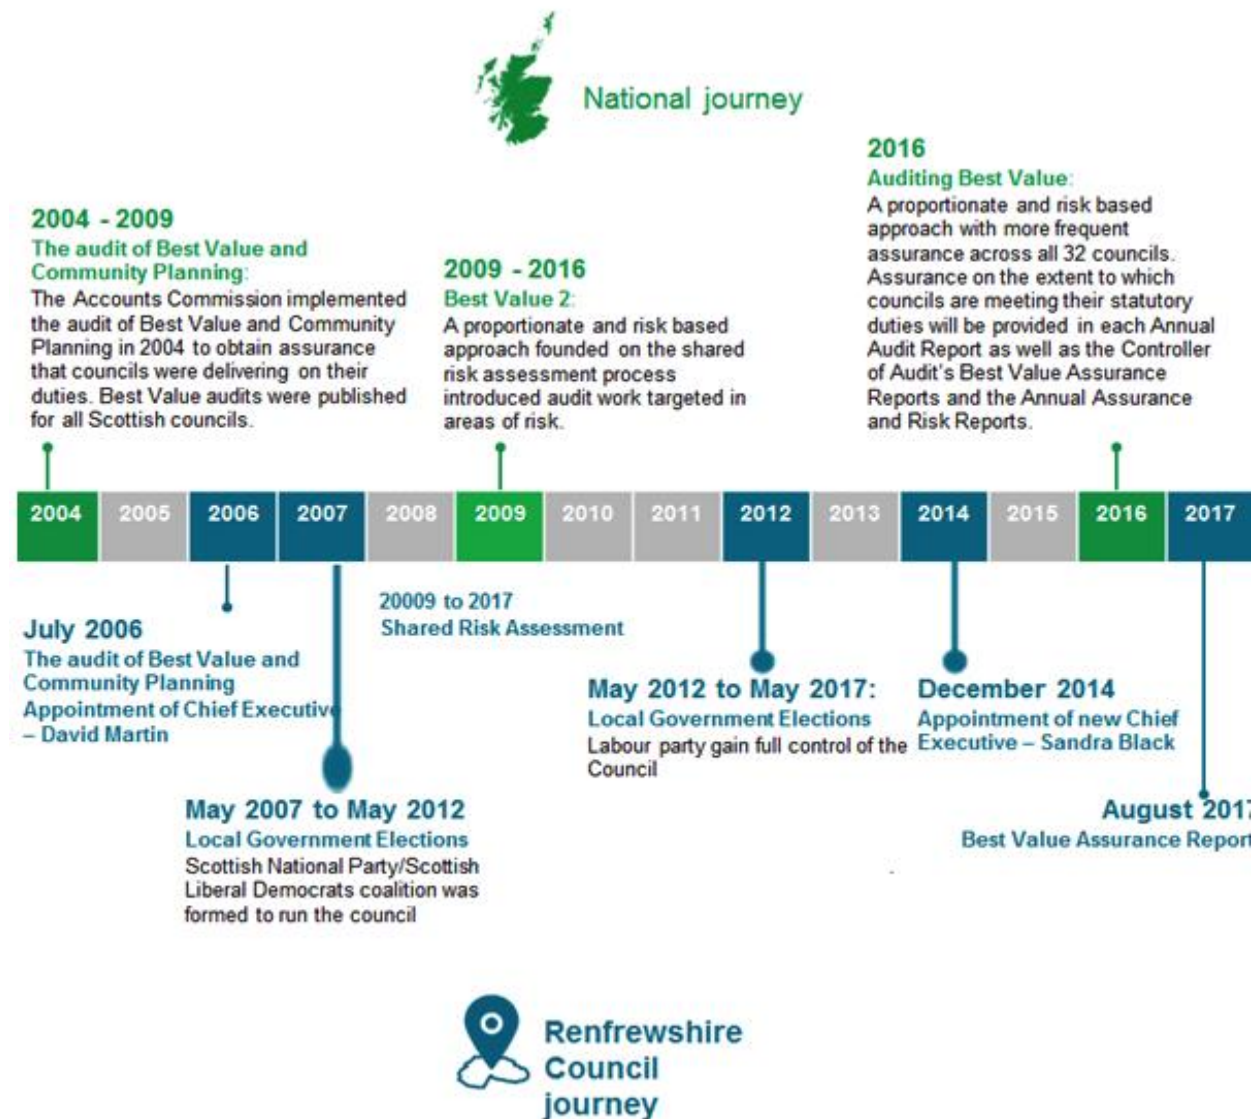 National journey
2004 - 2009
The audit of Best Value and
Community Planning:
The Accounts Commission implemented
the audit of Best Value and Community
Planning in 2004 to obtain assurance
that councils were delivering on their
duties. Best Value audits were published
for all Scottish councils.
2009 - 2016
Best Value 2:
A proportionate and risk based
approach founded on the shared
risk assessment process
introduced audit work targeted in
areas of risk.
2016
Auditing Best Value:
A proportionate and risk based
approach with more frequent
assurance across all 32 councils.
Assurance on the extent to which
councils are meeting their statutory
duties will be provided in each Annual
Audit Report as well as the Controller
of Audit's Best Value Assurance
Reports and the Annual Assurance
and Risk Reports.
2004 2005 2006 2007 2008 2009 2010 2011 2012 2013 2014 2015 2016 2017
July 2006
The audit of Best Value and
Community Planning
Appointment of Chief Executive
– David Martin
May 2007 to May 2012
Local Government Elections
Scottish National Party/Scottish
Liberal Democrats coalition was
formed to run the council
20009 to 2017
Shared Risk Assessment
May 2012 to May 2017:
Local Government Elections
Labour party gain full control of the
Council
December 2014
Appointment of new Chief
Executive – Sandra Black
August 2017
Best Value Assurance Report
Renfrewshire
Council
journey